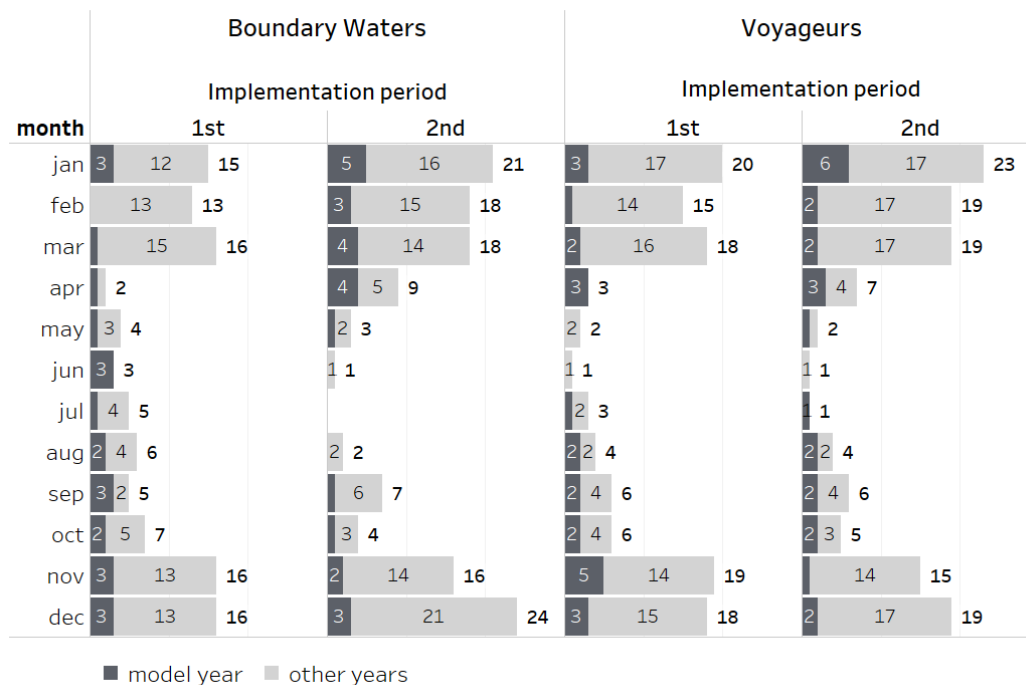 Boundary Waters Voyageurs
Implementation period Implementation period
month 1st 2nd 1st 2nd
jan 3 12 15 5 16 21 3 17 20 6 17 23
feb 13 13 3 15 18 14 15 2 17 19
mar 15 16 4 14 18 2 16 18 2 17 19
apr 2 4 5 9 3 3 3 4 7
may 3 4 2 3 2 2 2
jun 3 3 1 1 1 1 1 1
jul 4 5 2 3 1 1
aug 2 4 6 2 2 2 2 4 2 2 4
sep 3 2 5 6 7 2 4 6 2 4 6
oct 2 5 7 3 4 2 4 6 2 3 5
nov 3 13 16 2 14 16 5 14 19 14 15
dec 3 13 16 3 21 24 3 15 18 2 17 19
model year other years